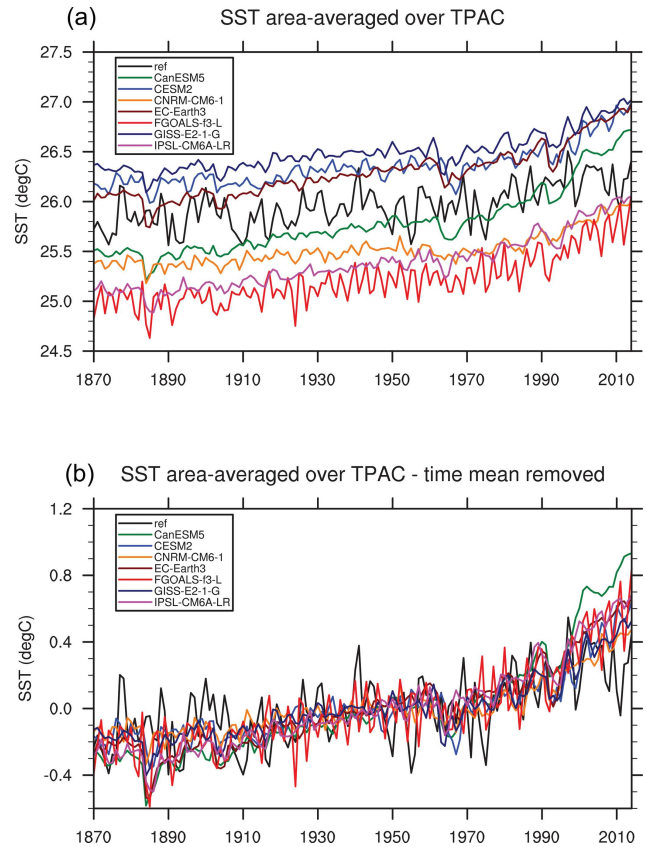 (a) SST area-averaged over TPAC
27.5
27.0
26.5
26.0
25.5
25.0
24.5
SST (degC)
ref
CanESM5
CESM2
CNRM-CM6-1
EC-Earth3
FGOALS-f3-L
GISS-E2-1-G
IPSL-CM6A-LR
1870 1890 1910 1930 1950 1970 1990 2010
(b) SST area-averaged over TPAC - time mean removed
1.2
0.8
0.4
0.0
-0.4
SST (degC)
ref
CanESM5
CESM2
CNRM-CM6-1
EC-Earth3
FGOALS-f3-L
GISS-E2-1-G
IPSL-CM6A-LR
1870 1890 1910 1930 1950 1970 1990 2010